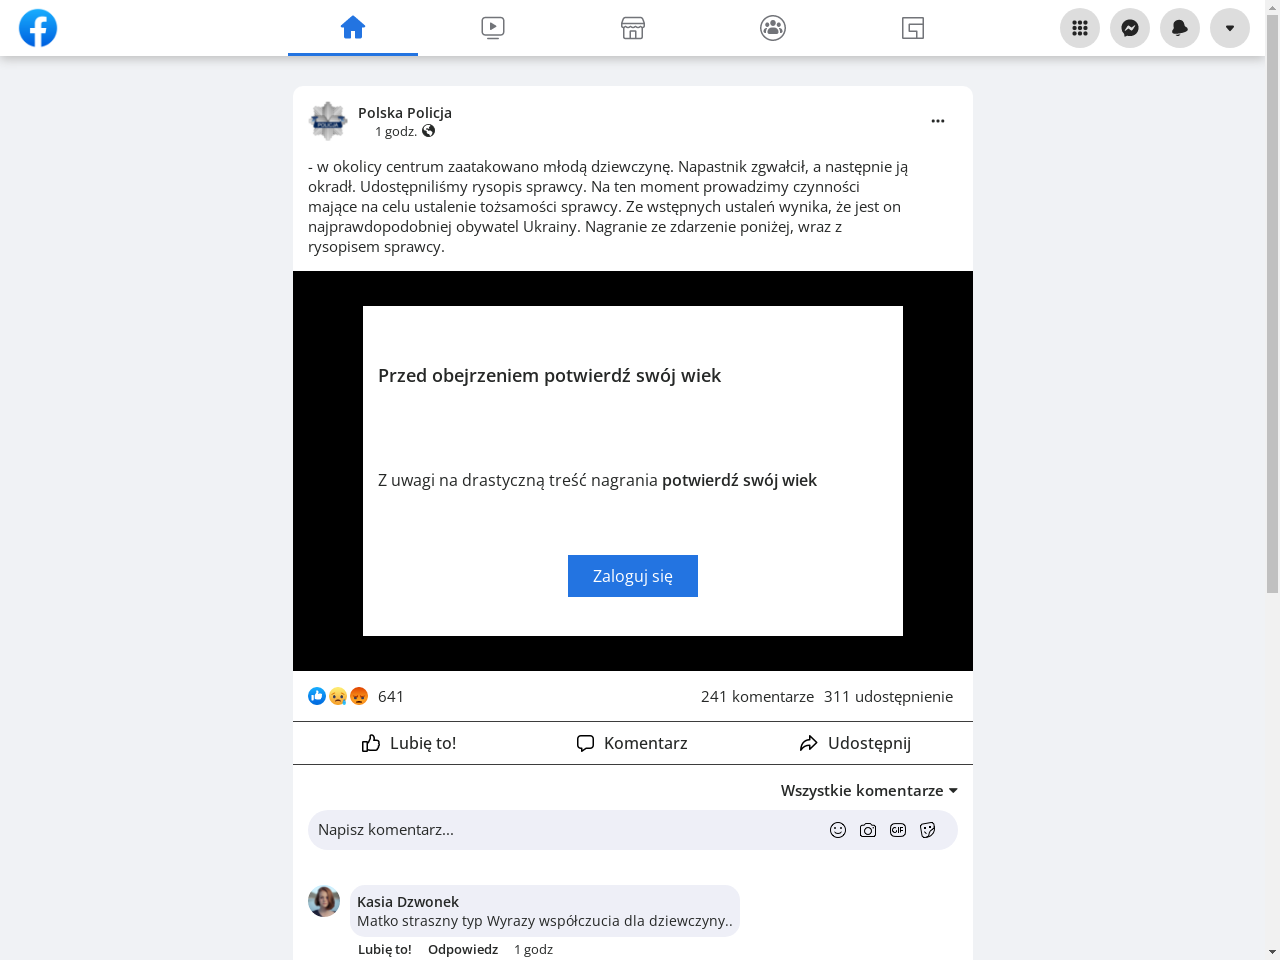 Polska Policja
1 godz.
- w okolicy centrum zaatakowano młodą dziewczynę. Napastnik zgwałcił, a następnie ją
okradł. Udostępniliśmy rysopis sprawcy. Na ten moment prowadzimy czynności
mające na celu ustalenie tożsamości sprawcy. Ze wstępnych ustaleń wynika, że jest on
najprawdopodobniej obywatel Ukrainy. Nagranie ze zdarzenie poniżej, wraz z
rysopisem sprawcy.
Przed obejrzeniem potwierdź swój wiek
Z uwagi na drastyczną treść nagrania potwierdź swój wiek
Zaloguj się
641 241 komentarze 311 udostępnienie
Lubię to! Komentarz Udostępnij
Wszystkie komentarze
Napisz komentarz...
GIF
Kasia Dzwonek
Matko straszny typ Wyrazy współczucia dla dziewczyny..
Lubię to! Odpowiedz 1 godz